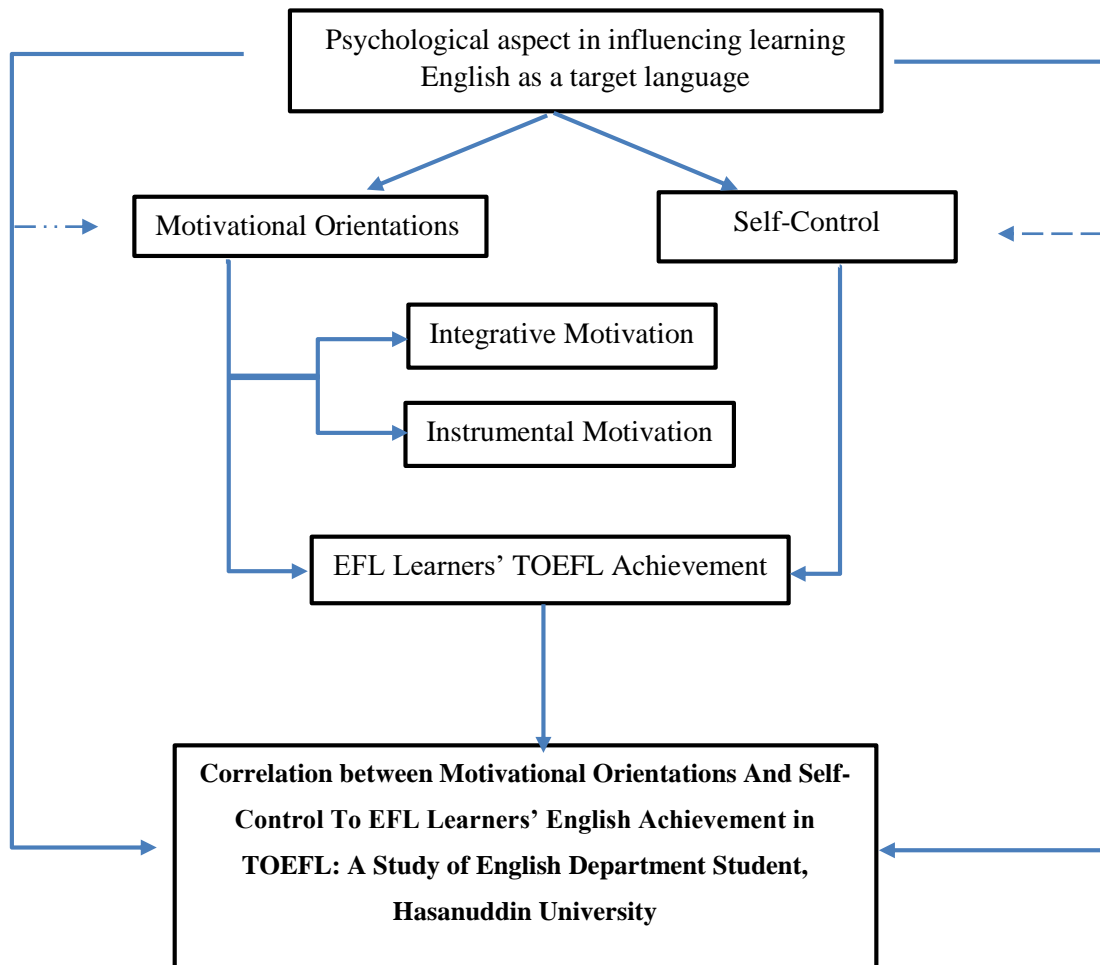 Psychological aspect in influencing learning
English as a target language
Motivational Orientations
Self-Control
Integrative Motivation
Instrumental Motivation
EFL Learners’ TOEFL Achievement
Correlation between Motivational Orientations And Self-
Control To EFL Learners’ English Achievement in
TOEFL: A Study of English Department Student,
Hasanuddin University